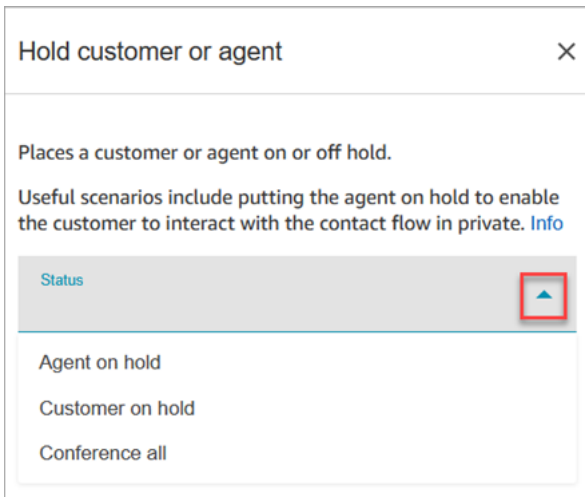 Hold customer or agent
Places a customer or agent on or off hold.
Useful scenarios include putting the agent on hold to enable
the customer to interact with the contact flow in private. Info
Status
Agent on hold
Customer on hold
Conference all